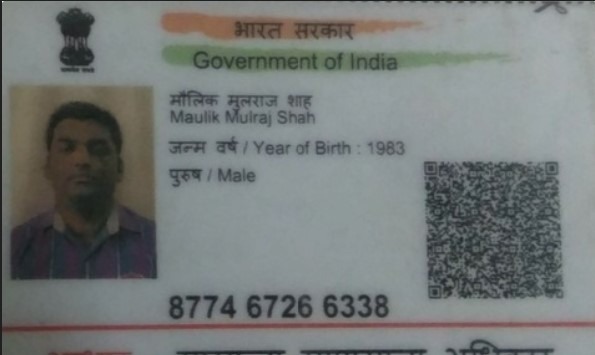 भारत सरकार
Government of India
मौलिक मुलराज शाह
Maulik Mulraj Shah
जन्म वर्ष / Year of Birth : 1983
पुरुष / Male
8774 6726 6338